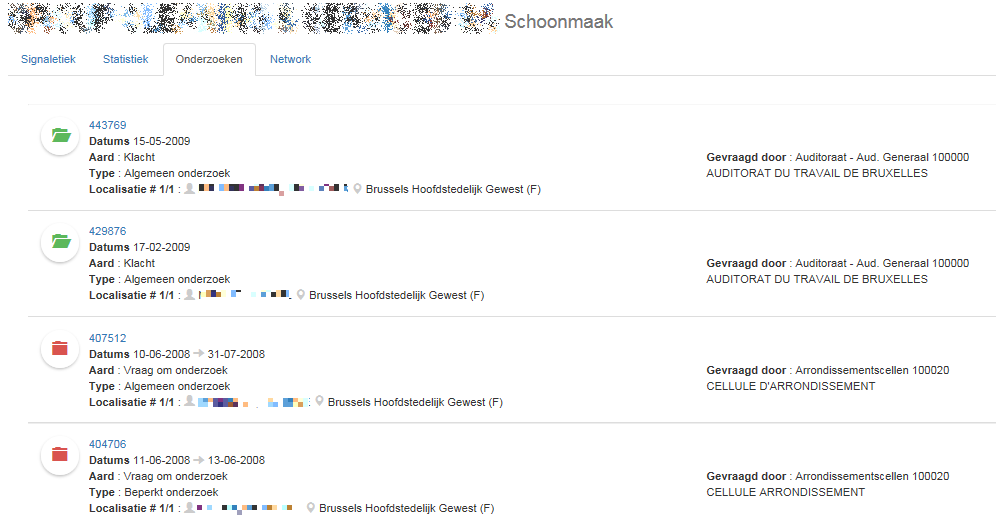 Schoonmaak
Signaletiek Statistiek Onderzoeken Network
443769
Datums 15-05-2009
Aard : Klacht Gevraagd door : Auditoraat - Aud. Generaal 100000
Type : Algemeen onderzoek AUDITORAT DU TRAVAIL DE BRUXELLES
Localisatie # 1/1 : Brussels Hoofdstedelijk Gewest (F)
429876
Datums 17-02-2009
Aard : Klacht Gevraagd door : Auditoraat - Aud. Generaal 100000
Type : Algemeen onderzoek AUDITORAT DU TRAVAIL DE BRUXELLES
Localisatie # 1/1 : Brussels Hoofdstedelijk Gewest (F)
407512
Datums 10-06-2008 → 31-07-2008
Aard : Vraag om onderzoek Gevraagd door : Arrondissementscellen 100020
Type : Algemeen onderzoek CELLULE D'ARRONDISSEMENT
Localisatie # 1/1 : Brussels Hoofdstedelijk Gewest (F)
404706
Datums 11-06-2008 → 13-06-2008
Aard : Vraag om onderzoek Gevraagd door : Arrondissementscellen 100020
Type : Beperkt onderzoek CELLULE ARRONDISSEMENT
Localisatie # 1/1 : Brussels Hoofdstedelijk Gewest (F)